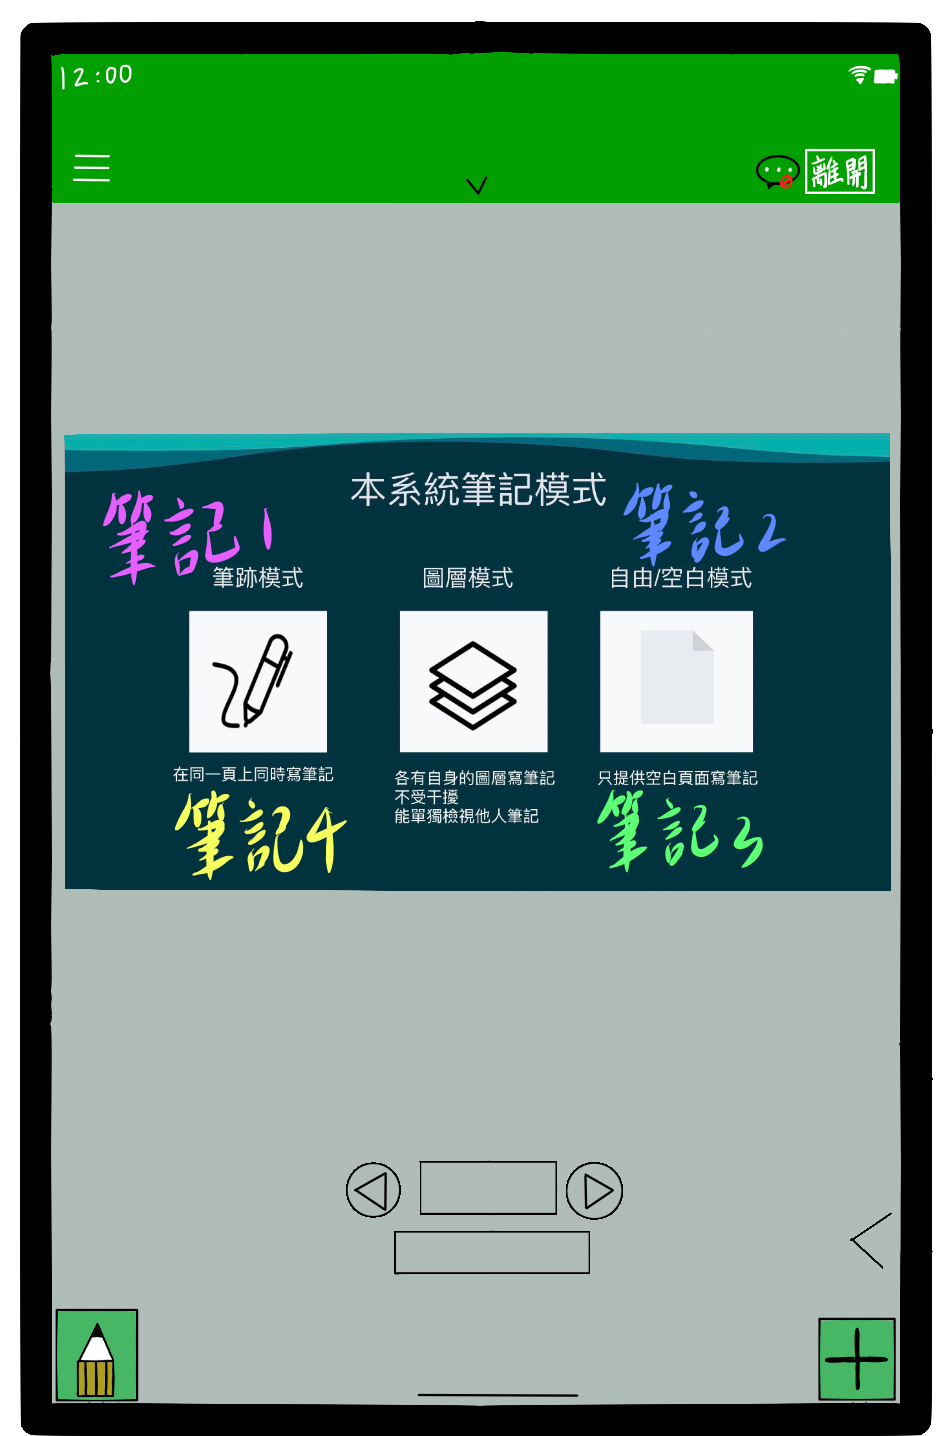 12:00
離開
本系統筆記模式
筆記1
筆記2
筆跡模式
圖層模式
自由/空白模式
在同一頁上同時寫筆記
各有自身的圖層寫筆記
不受干擾
能單獨檢視他人筆記
只提供空白頁面寫筆記
筆記4
筆記3